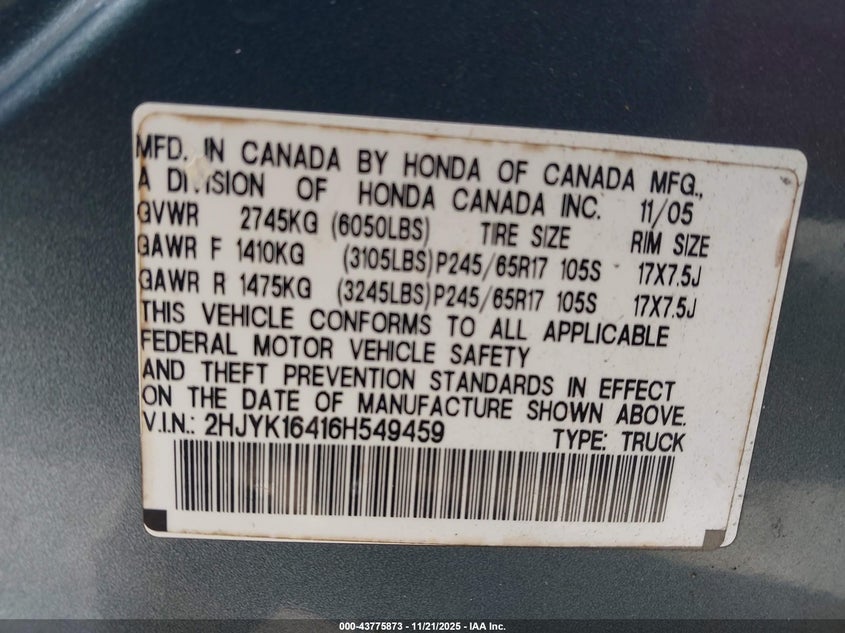 MFD. IN CANADA BY HONDA OF CANADA MFG.,
A DIVISION OF HONDA CANADA INC. 11/05
GVWR 2745KG (6050LBS) TIRE SIZE RIM SIZE
GAWR F 1410KG (3105LBS) P245/65R17 105S 17X7.5J
GAWR R 1475KG (3245LBS) P245/65R17 105S 17X7.5J
THIS VEHICLE CONFORMS TO ALL APPLICABLE
FEDERAL MOTOR VEHICLE SAFETY
AND THEFT PREVENTION STANDARDS IN EFFECT
ON THE DATE OF MANUFACTURE SHOWN ABOVE.
V.I.N.: 2HJYK16416H549459 TYPE: TRUCK
000-43775873 - 11/21/2025 - IAA Inc.